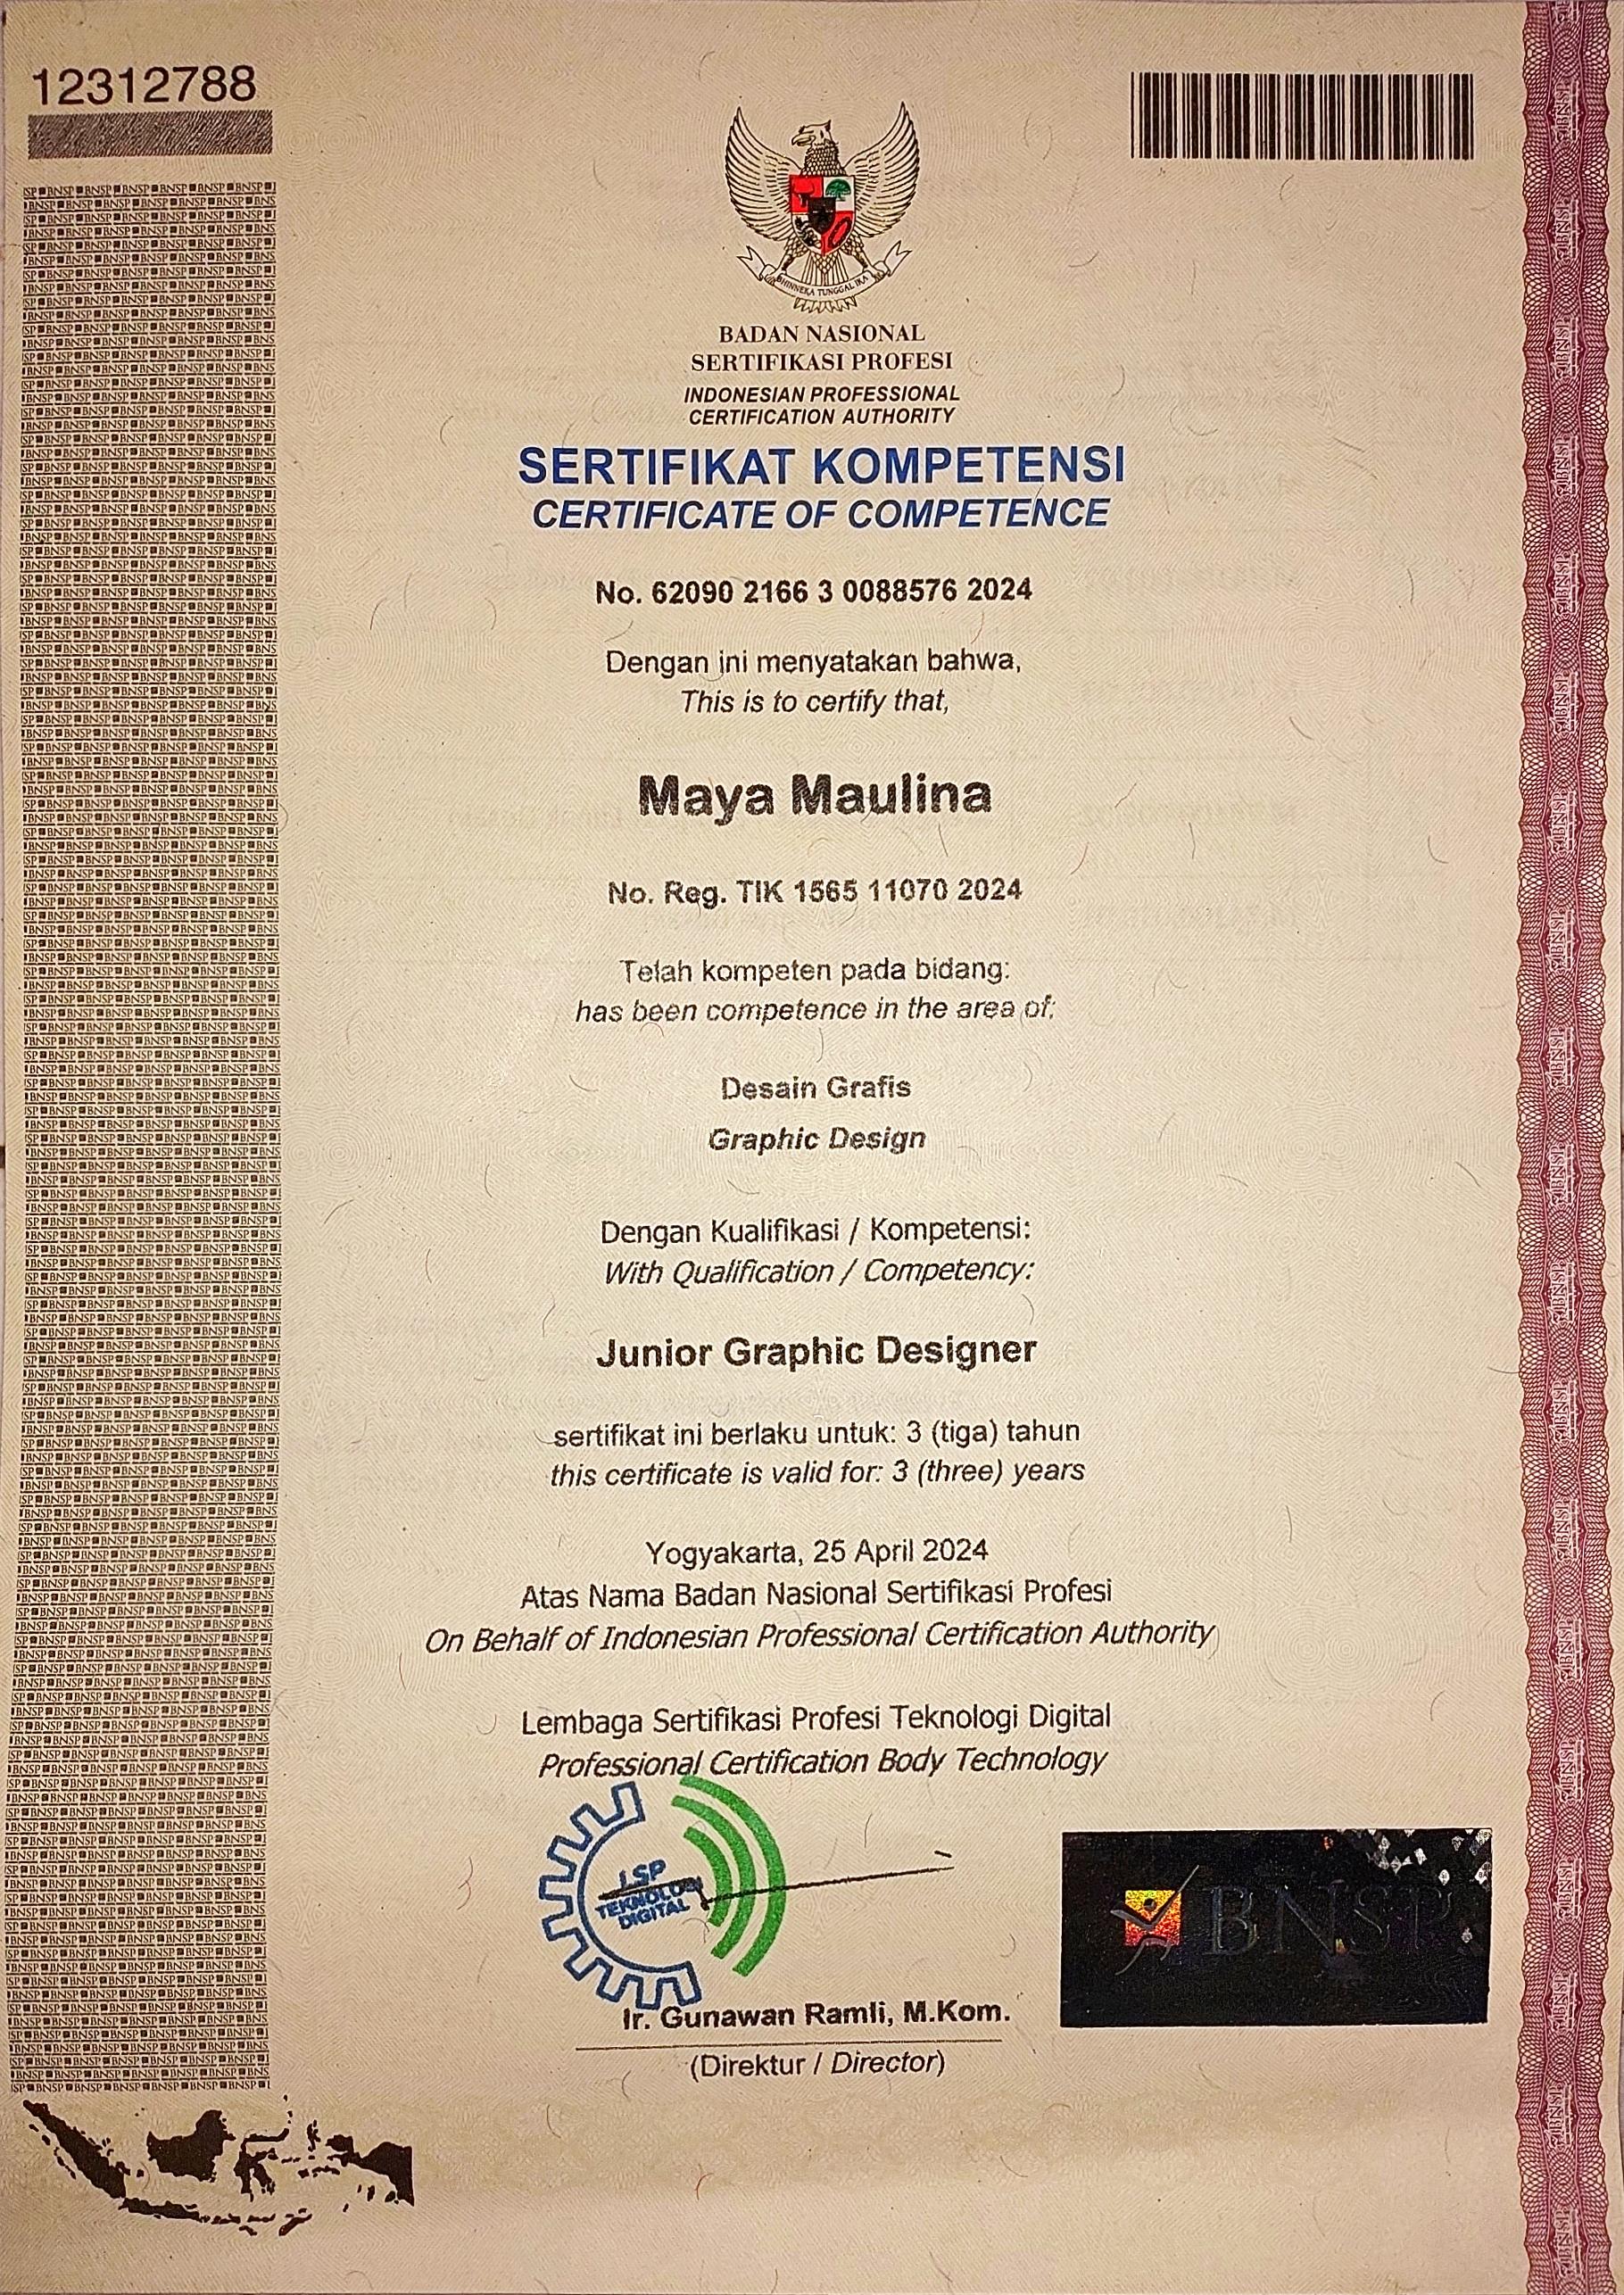 12312788
BHINNEKA TUNGGAL IKA
BADAN NASIONAL
SERTIFIKASI PROFESI
INDONESIAN PROFESSIONAL
CERTIFICATION AUTHORITY
SERTIFIKAT KOMPETENSI
CERTIFICATE OF COMPETENCE
No. 62090 2166 3 0088576 2024
Dengan ini menyatakan bahwa,
This is to certify that,
Maya Maulina
No. Reg. TIK 1565 11070 2024
Telah kompeten pada bidang:
has been competence in the area of:
Desain Grafis
Graphic Design
Dengan Kualifikasi / Kompetensi:
With Qualification / Competency:
Junior Graphic Designer
sertifikat ini berlaku untuk: 3 (tiga) tahun
this certificate is valid for: 3 (three) years
Yogyakarta, 25 April 2024
Atas Nama Badan Nasional Sertifikasi Profesi
On Behalf of Indonesian Professional Certification Authority
Lembaga Sertifikasi Profesi Teknologi Digital
Professional Certification Body Technology
LSP
TEKNOLOGI
DIGITAL
BNSP
Ir. Gunawan Ramli, M.Kom.
(Direktur / Director)